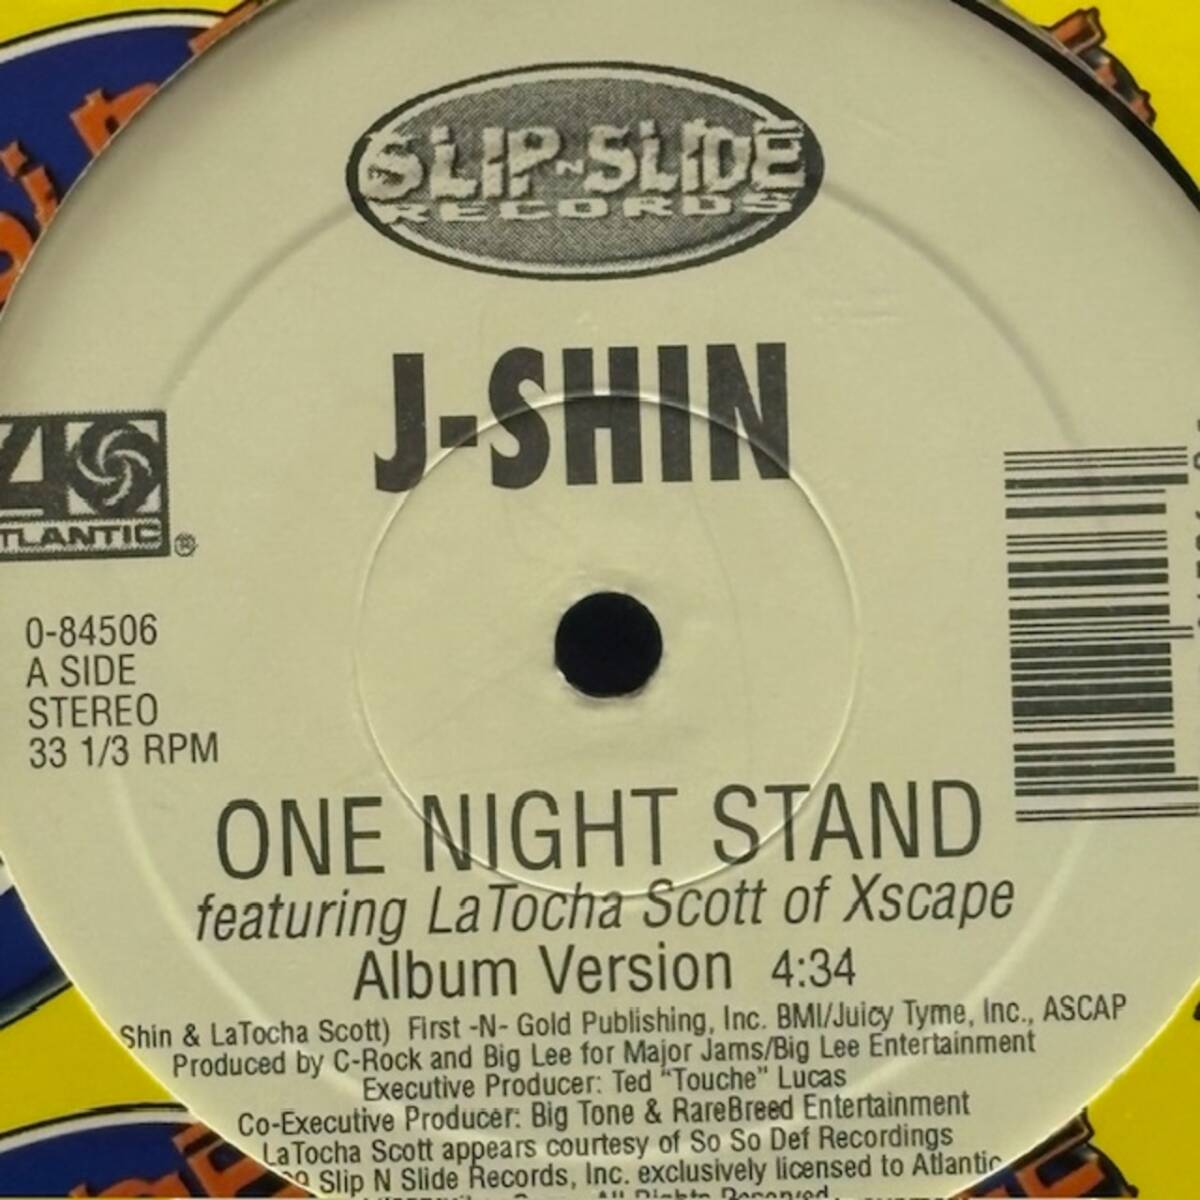 SLIP N SLIDE
RECORDS
J-SHIN
ATLANTIC ®
0-84506
A SIDE
STEREO
33 1/3 RPM
ONE NIGHT STAND
featuring LaTocha Scott of Xscape
Album Version 4:34
Shin & LaTocha Scott) First -N- Gold Publishing, Inc. BMI/Juicy Tyme, Inc., ASCAP
Produced by C-Rock and Big Lee for Major Jams/Big Lee Entertainment
Executive Producer: Ted "Touche" Lucas
Co-Executive Producer: Big Tone & RareBreed Entertainment
LaTocha Scott appears courtesy of So So Def Recordings
Slip N Slide Records, Inc. exclusively licensed to Atlantic
All Rights Reserved.